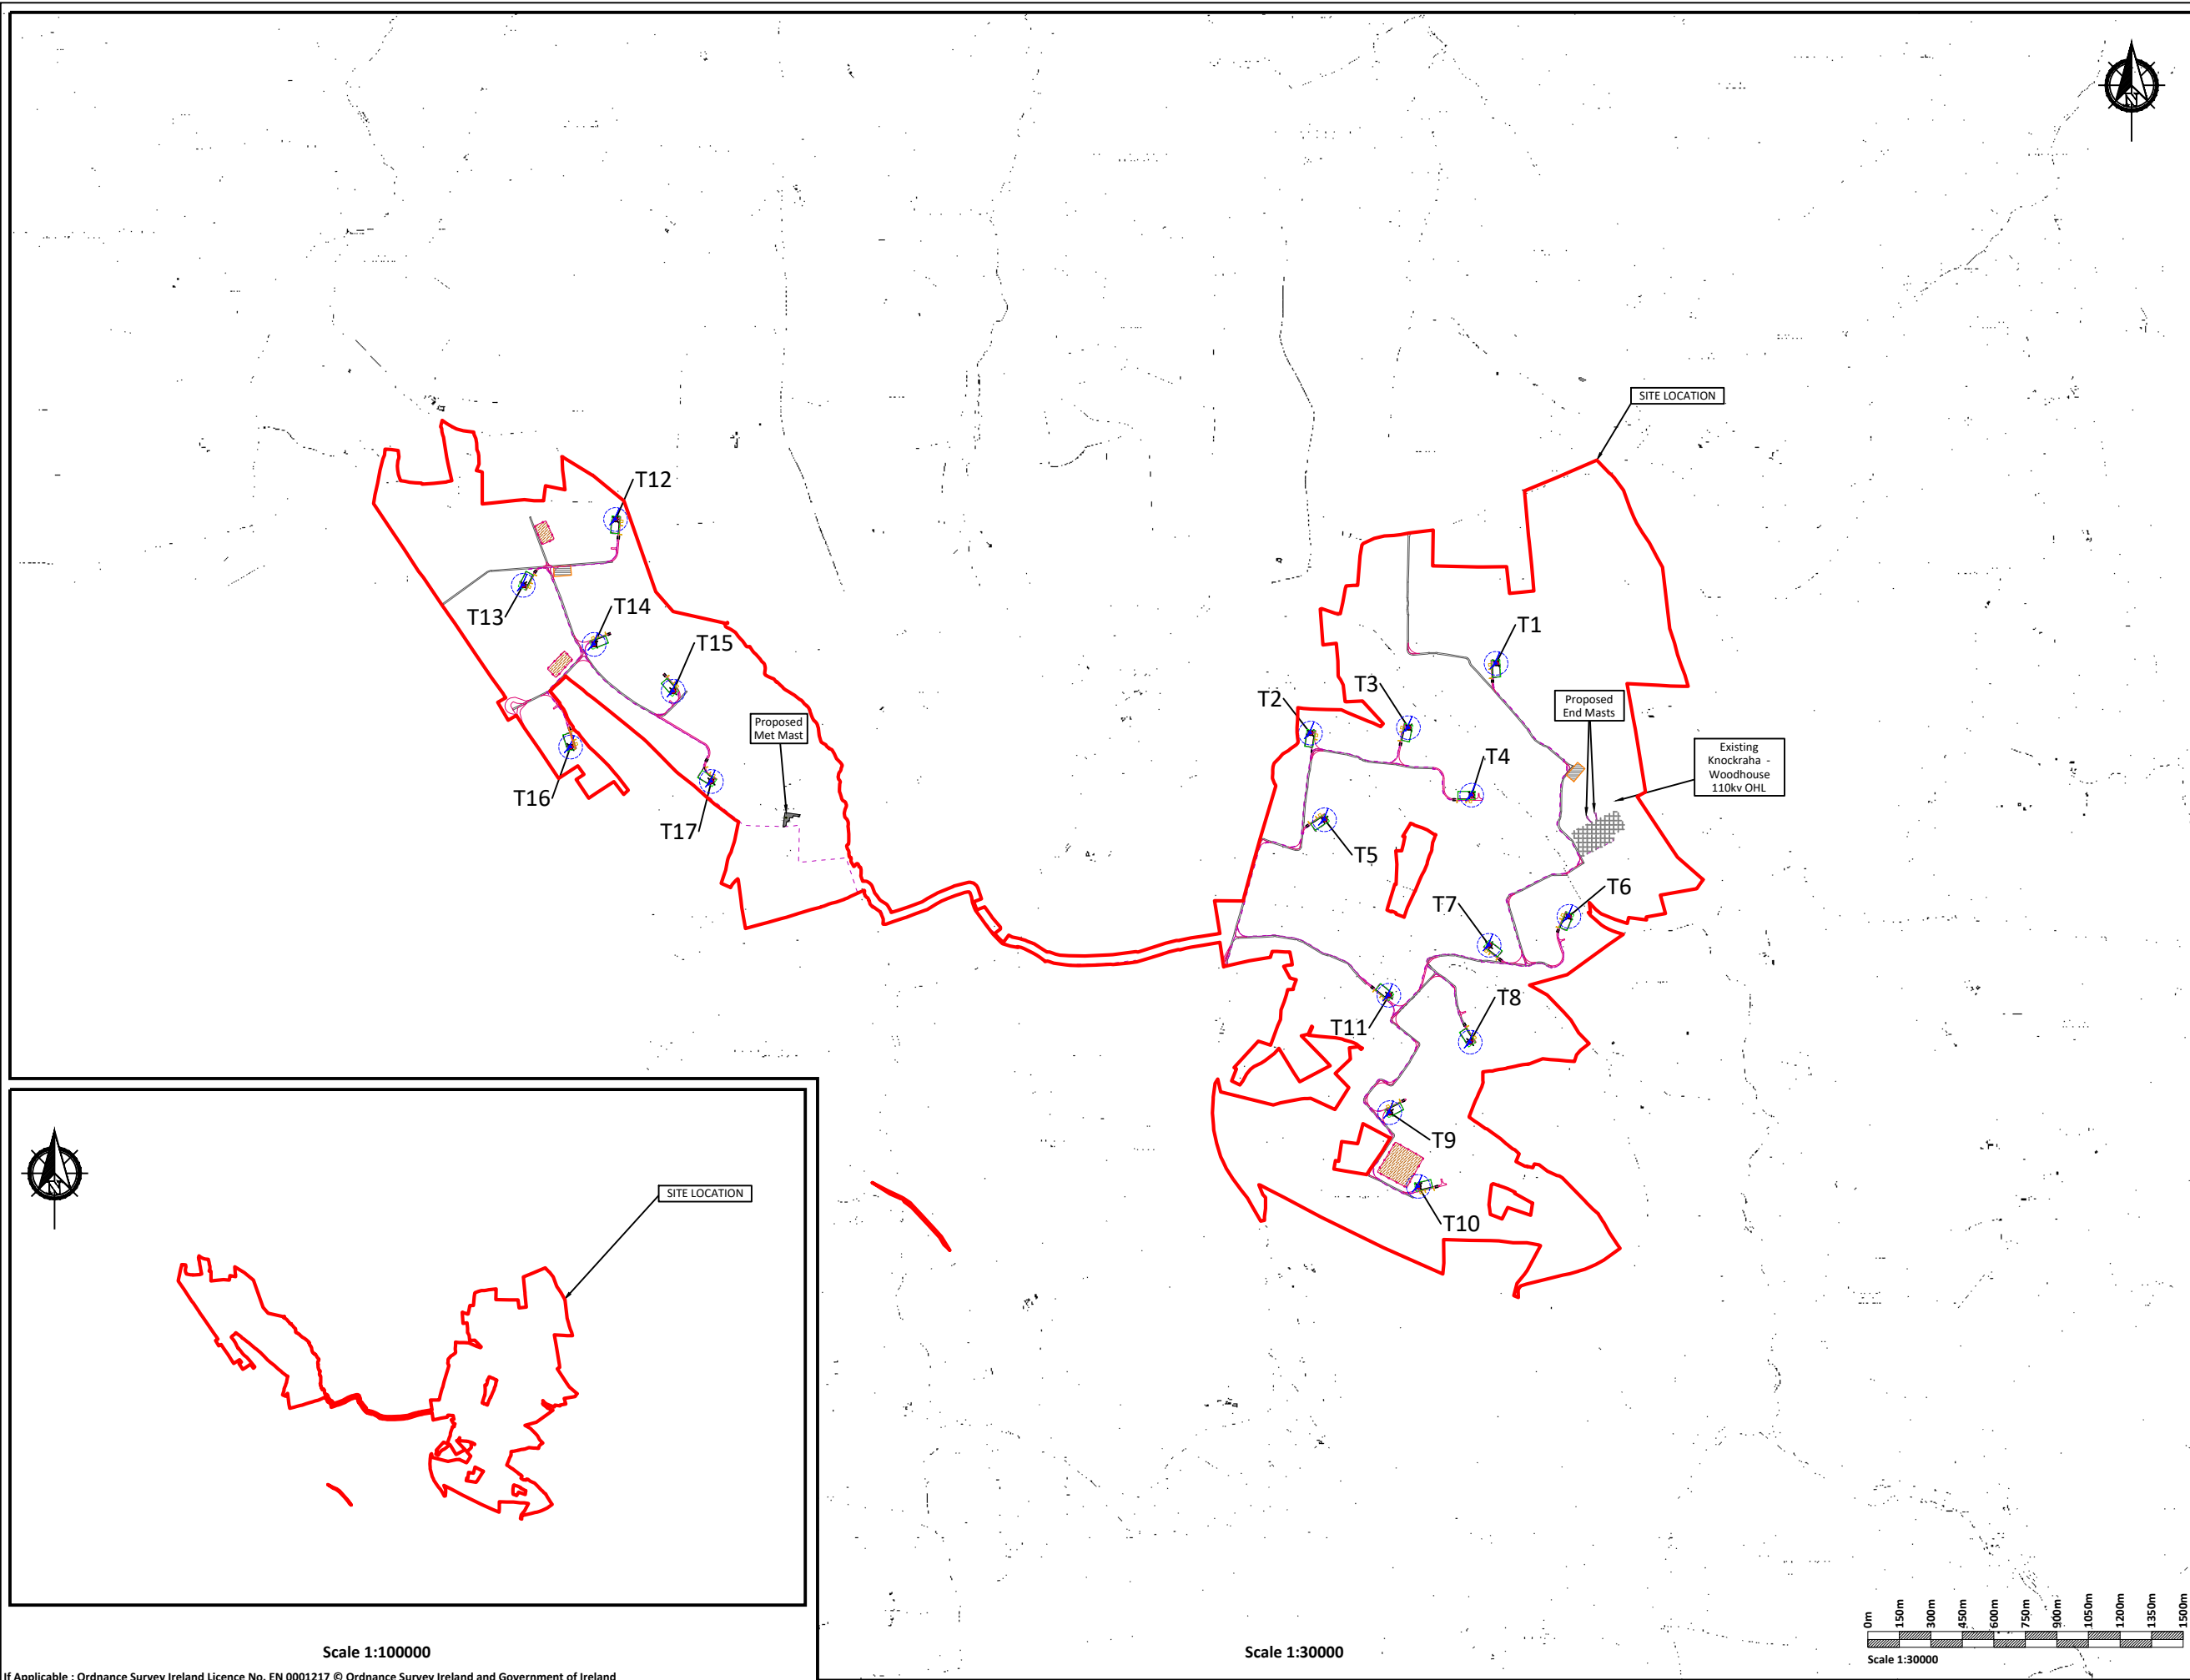 N
SITE LOCATION
T12
T13
T14
T15
T16
T17
Proposed
Met Mast
T1
T2
T3
T4
T5
Proposed
End Masts
Existing
Knockraha -
Woodhouse
110kv OHL
T6
T7
T8
T11
T9
T10
N
SITE LOCATION
Scale 1:100000
Scale 1:30000
0m
150m
300m
450m
600m
750m
900m
1050m
1200m
1350m
1500m
Scale 1:30000
If Applicable : Ordnance Survey Ireland Licence No. EN 0001217 © Ordnance Survey Ireland and Government of Ireland